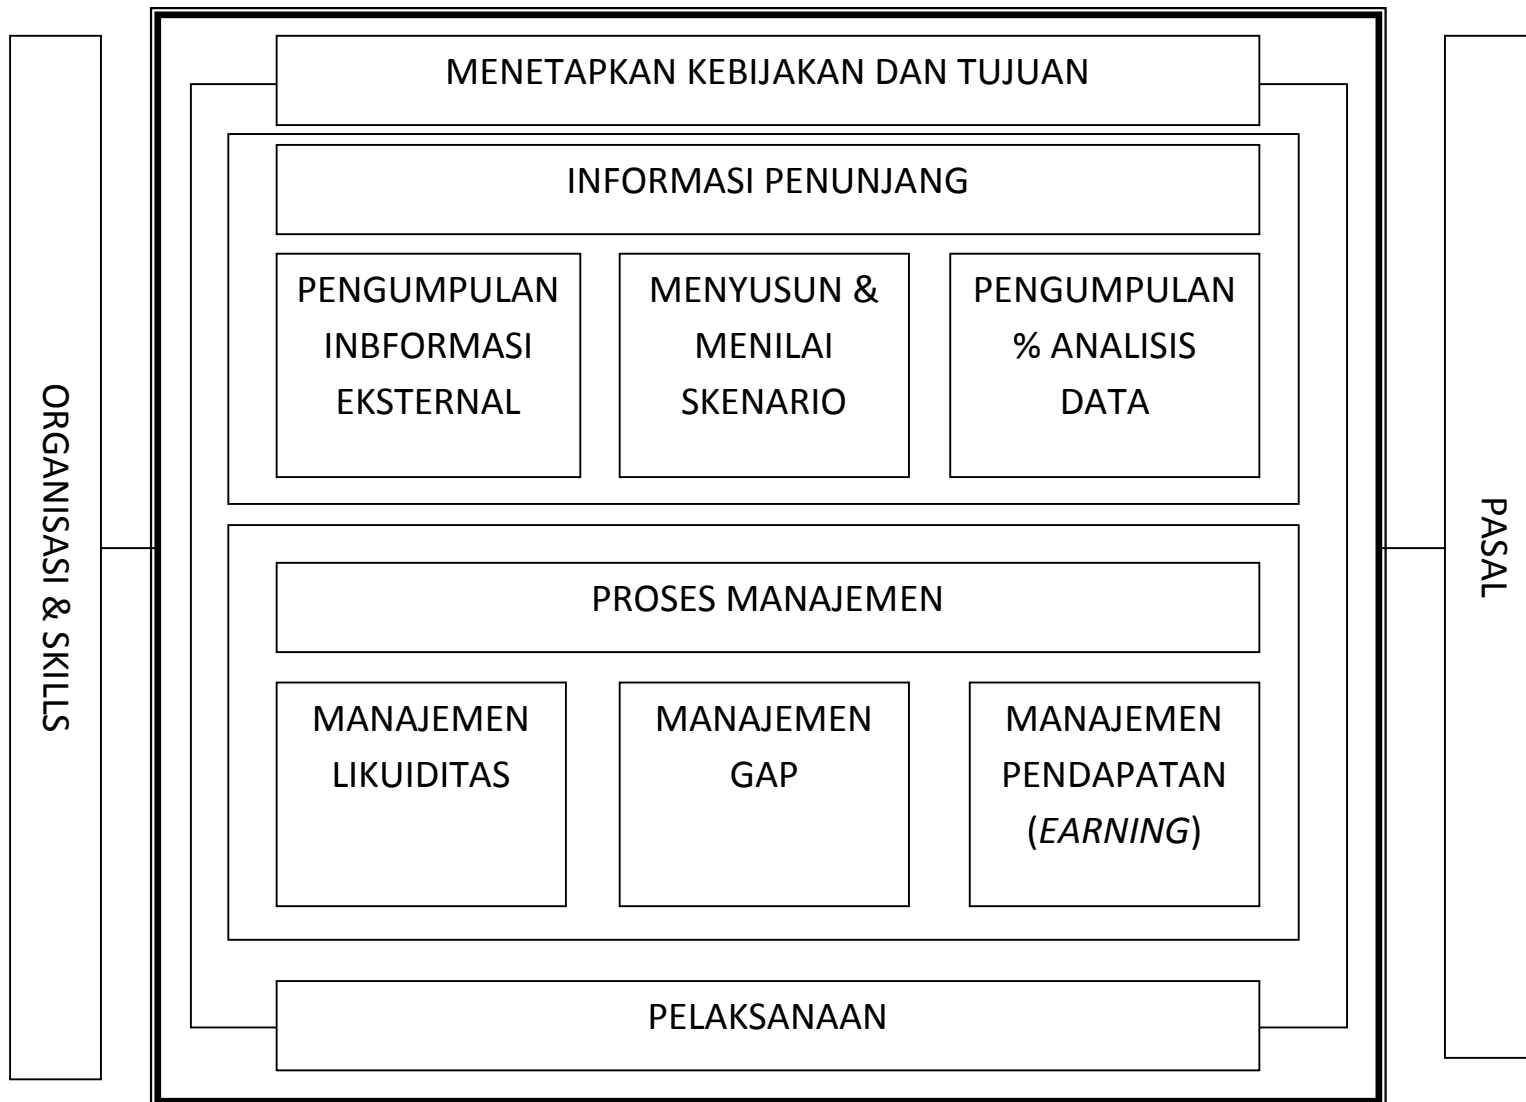 MENETAPKAN KEBIJAKAN DAN TUJUAN
INFORMASI PENUNJANG
PENGUMPULAN
INBFORMASI
EKSTERNAL
MENYUSUN &
MENILAI
SKENARIO
PENGUMPULAN
% ANALISIS
DATA
ORGANISASI & SKILLS
PASAL
PROSES MANAJEMEN
MANAJEMEN
LIKUIDITAS
MANAJEMEN
GAP
MANAJEMEN
PENDAPATAN
(EARNING)
PELAKSANAAN